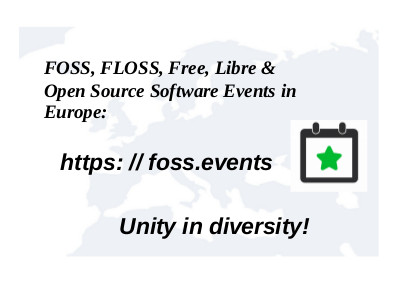 FOSS, FLOSS, Free, Libre &
Open Source Software Events in
Europe:
https: // foss.events
Unity in diversity!